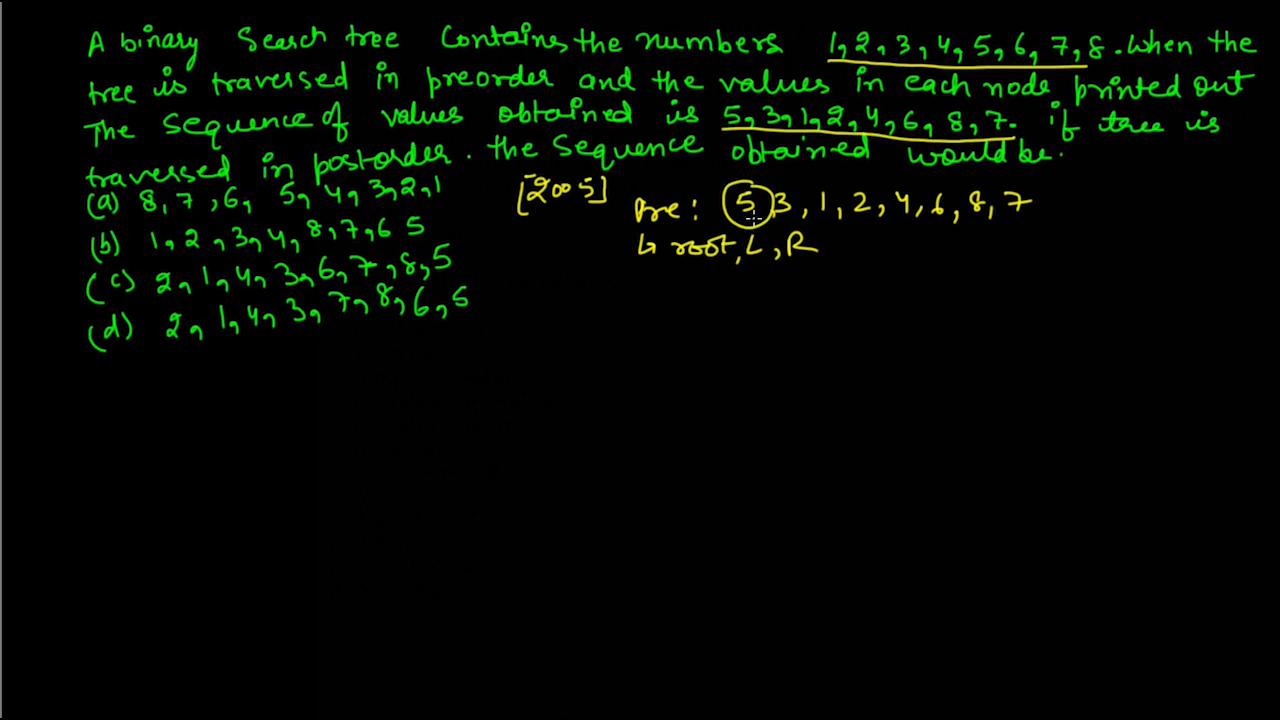 A binary Search tree Contains the numbers 1, 2, 3, 4, 5, 6, 7, 8. when the
tree is traversed in preorder and the values in each node printed out
The sequence of values obtained is 5, 3, 1, 2, 4, 6, 8, 7. if tree is
traversed in postorder. the Sequence obtained would be.
(a) 8, 7, 6, 5, 4, 3, 2, 1
(b) 1, 2, 3, 4, 8, 7, 6 5
(c) 2, 1, 4, 3, 6, 7, 8, 5
(d) 2, 1, 4, 3, 7, 8, 6, 5
[2005]
Pre: 5 3, 1, 2, 4, 6, 8, 7
↳ root, L, R